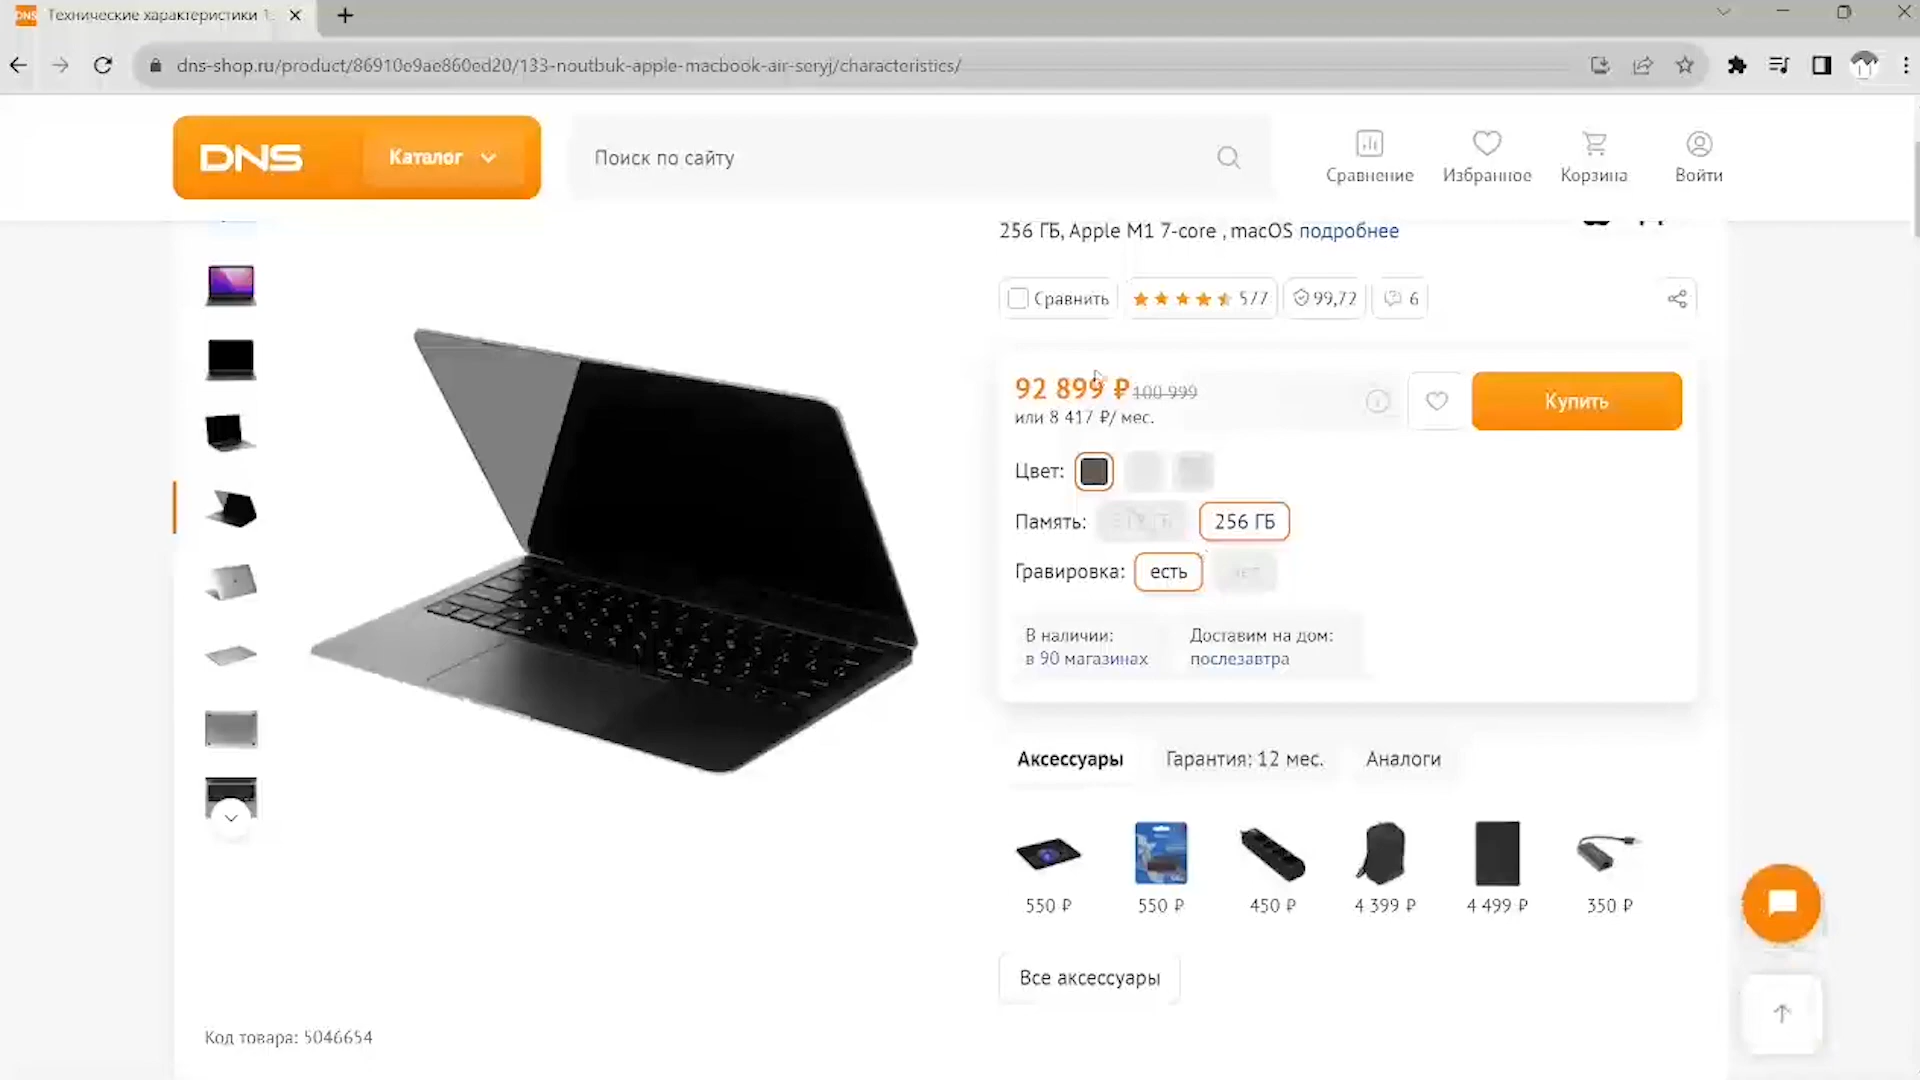 DNS
Технические характеристики 1
dns-shop.ru/product/86910e9ae860ed20/133-noutbuk-apple-macbook-air-seryj/characteristics/
DNS
Каталог
Поиск по сайту
Сравнение
Избранное
Корзина
Войти
256 ГБ, Apple M1 7-core , macOS подробнее
Сравнить
577
99,72
6
92 899 ₽ 100 999
или 8 417 ₽/ мес.
Купить
Цвет:
Память:
256 ГБ
Гравировка:
есть
В наличии:
в 90 магазинах
Доставим на дом:
послезавтра
Аксессуары
Гарантия: 12 мес.
Аналоги
550 ₽
550 ₽
450 ₽
4 399 ₽
4 499 ₽
350 ₽
Все аксессуары
Код товара: 5046654